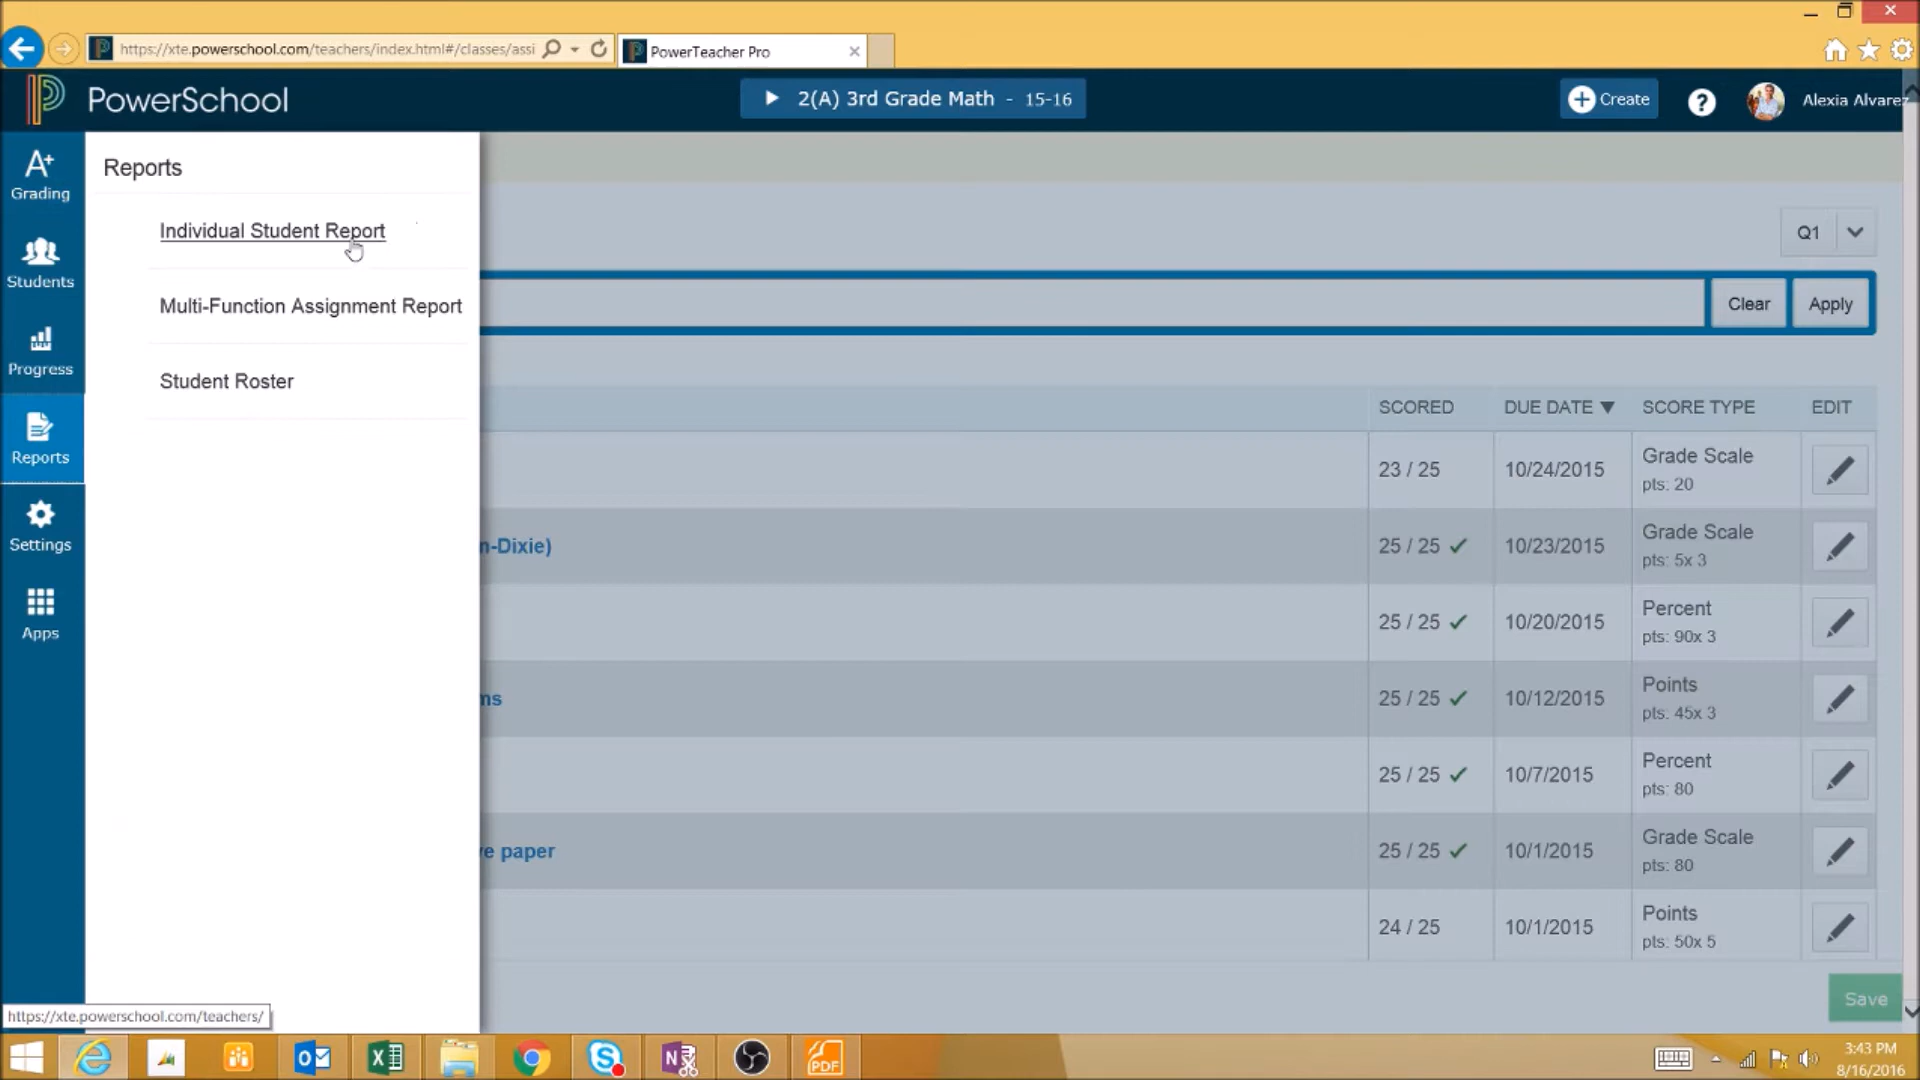 https://xte.powerschool.com/teachers/index.html#/classes/assi
PowerTeacher Pro
PowerSchool
2(A) 3rd Grade Math - 15-16
Create
?
Alexia Alvarez
A+
Grading
Students
Progress
Reports
Settings
Apps
Reports
Individual Student Report
Multi-Function Assignment Report
Student Roster
Q1
Clear
Apply
SCORED DUE DATE SCORE TYPE EDIT
23 / 25 10/24/2015 Grade Scale
pts: 20
n-Dixie) 25 / 25 ✓ 10/23/2015 Grade Scale
pts: 5x 3
25 / 25 ✓ 10/20/2015 Percent
pts: 90x 3
ms 25 / 25 ✓ 10/12/2015 Points
pts: 45x 3
25 / 25 ✓ 10/7/2015 Percent
pts: 80
ve paper 25 / 25 ✓ 10/1/2015 Grade Scale
pts: 80
24 / 25 10/1/2015 Points
pts: 50x 5
Save
https://xte.powerschool.com/teachers/
PDF
3:43 PM
8/16/2016